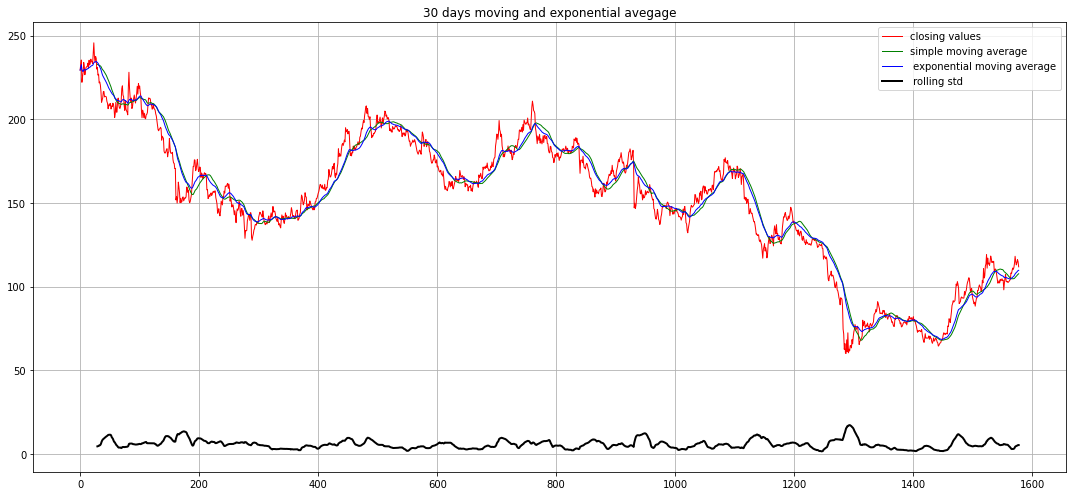 30 days moving and exponential avegage
closing values
simple moving average
exponential moving average
rolling std
250
200
150
100
50
0
0 200 400 600 800 1000 1200 1400 1600